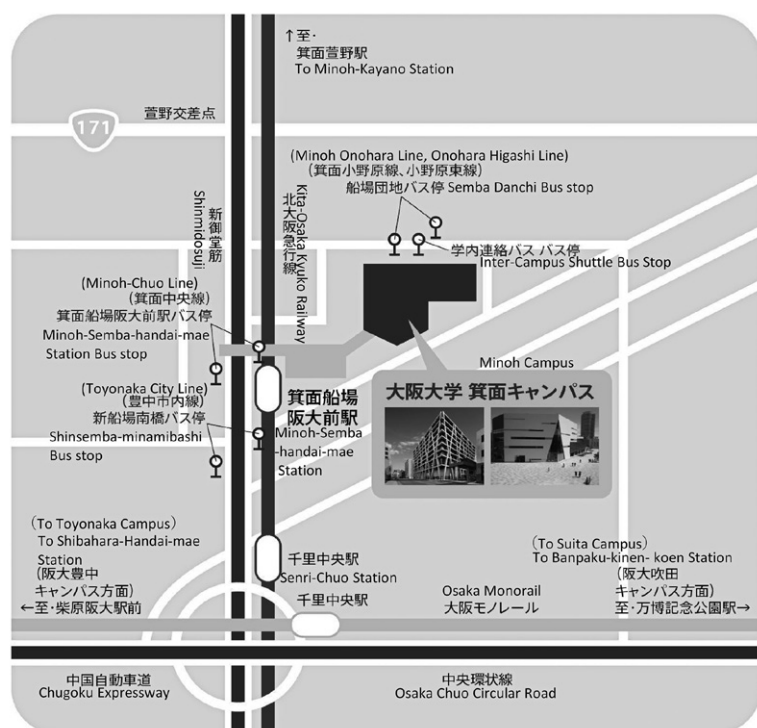 ↑至･
箕面萱野駅
To Minoh-Kayano Station
萱野交差点
171
(Minoh Onohara Line, Onohara Higashi Line)
(箕面小野原線、小野原東線)
船場団地バス停 Semba Danchi Bus stop
学内連絡バス バス停
Inter-Campus Shuttle Bus Stop
新御堂筋
Shinmidosuji
北大阪急行線
Kita-Osaka Kyuko Railway
(Minoh-Chuo Line)
(箕面中央線)
箕面船場阪大前駅バス停
Minoh-Semba-handai-mae
Station Bus stop
(Toyonaka City Line)
(豊中市内線)
新船場南橋バス停
Shinsemba-minamibashi
Bus stop
箕面船場
阪大前駅
Minoh-Semba
-handai-mae
Station
Minoh Campus
大阪大学 箕面キャンパス
(To Toyonaka Campus)
To Shibahara-Handai-mae
Station
(阪大豊中
キャンパス方面)
←至･柴原阪大駅前
千里中央駅
Senri-Chuo Station
千里中央駅
Osaka Monorail
大阪モノレール
(To Suita Campus)
To Banpaku-kinen- koen Station
(阪大吹田
キャンパス方面)
至･万博記念公園駅→
中国自動車道
Chugoku Expressway
中央環状線
Osaka Chuo Circular Road